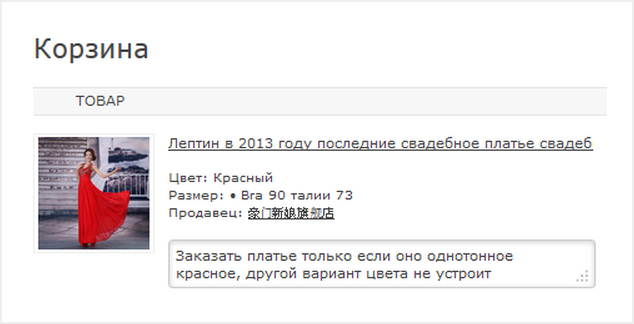 Корзина
ТОВАР
Лептин в 2013 году последние свадебное платье свадеб
Цвет: Красный
Размер: • Bra 90 талии 73
Продавец: 豪门新娘旗舰店
Заказать платье только если оно однотонное
красное, другой вариант цвета не устроит